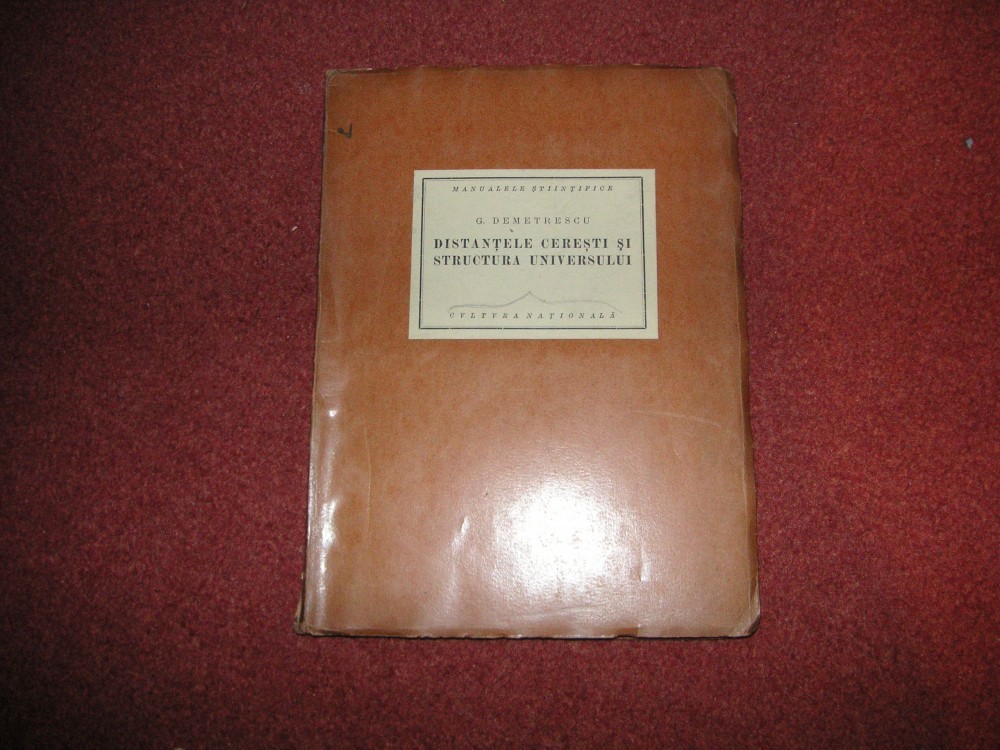 MANUALELE ȘTIINȚIFICE
G. DEMETRESCU
DISTANȚELE CEREȘTI ȘI
STRUCTURA UNIVERSULUI
CVLTVRA NAȚIONALĂ